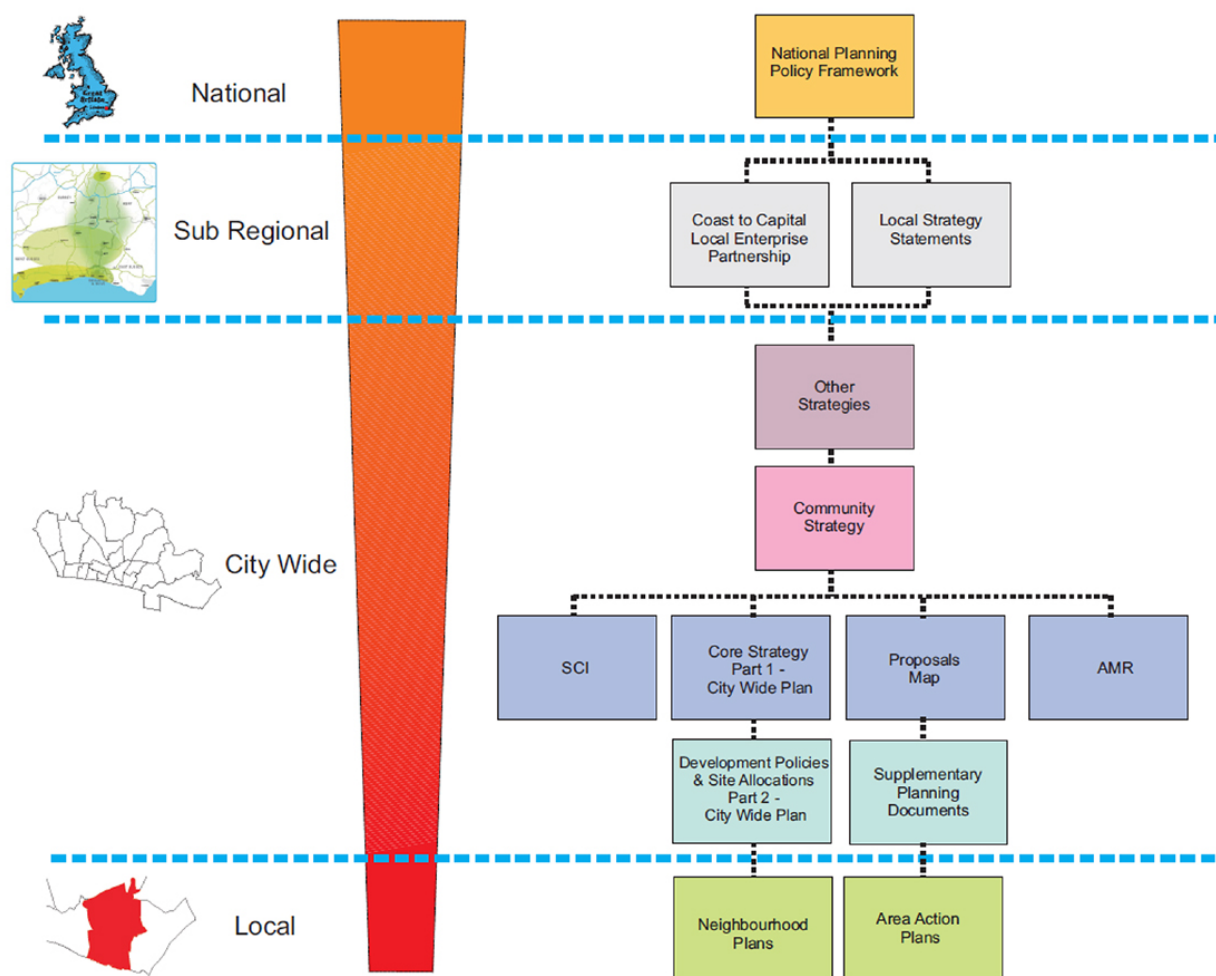 Great
Britain
National
National Planning
Policy Framework
Sub Regional
Coast to Capital
Local Enterprise
Partnership
Local Strategy
Statements
Other
Strategies
Community
Strategy
City Wide
SCI
Core Strategy
Part 1 -
City Wide Plan
Proposals
Map
AMR
Development Policies
& Site Allocations
Part 2 -
City Wide Plan
Supplementary
Planning
Documents
Local
Neighbourhood
Plans
Area Action
Plans